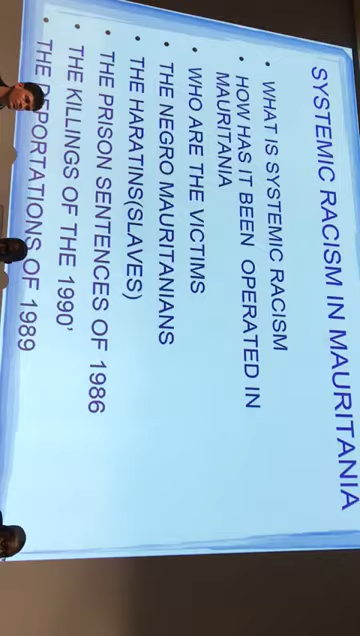 SYSTEMIC RACISM IN MAURITANIA
• WHAT IS SYSTEMIC RACISM
• HOW HAS IT BEEN OPERATED IN
MAURITANIA
• WHO ARE THE VICTIMS
• THE NEGRO MAURITANIANS
• THE HARATINS(SLAVES)
• THE PRISON SENTENCES OF 1986
• THE KILLINGS OF THE 1990'
• THE DEPORTATIONS OF 1989